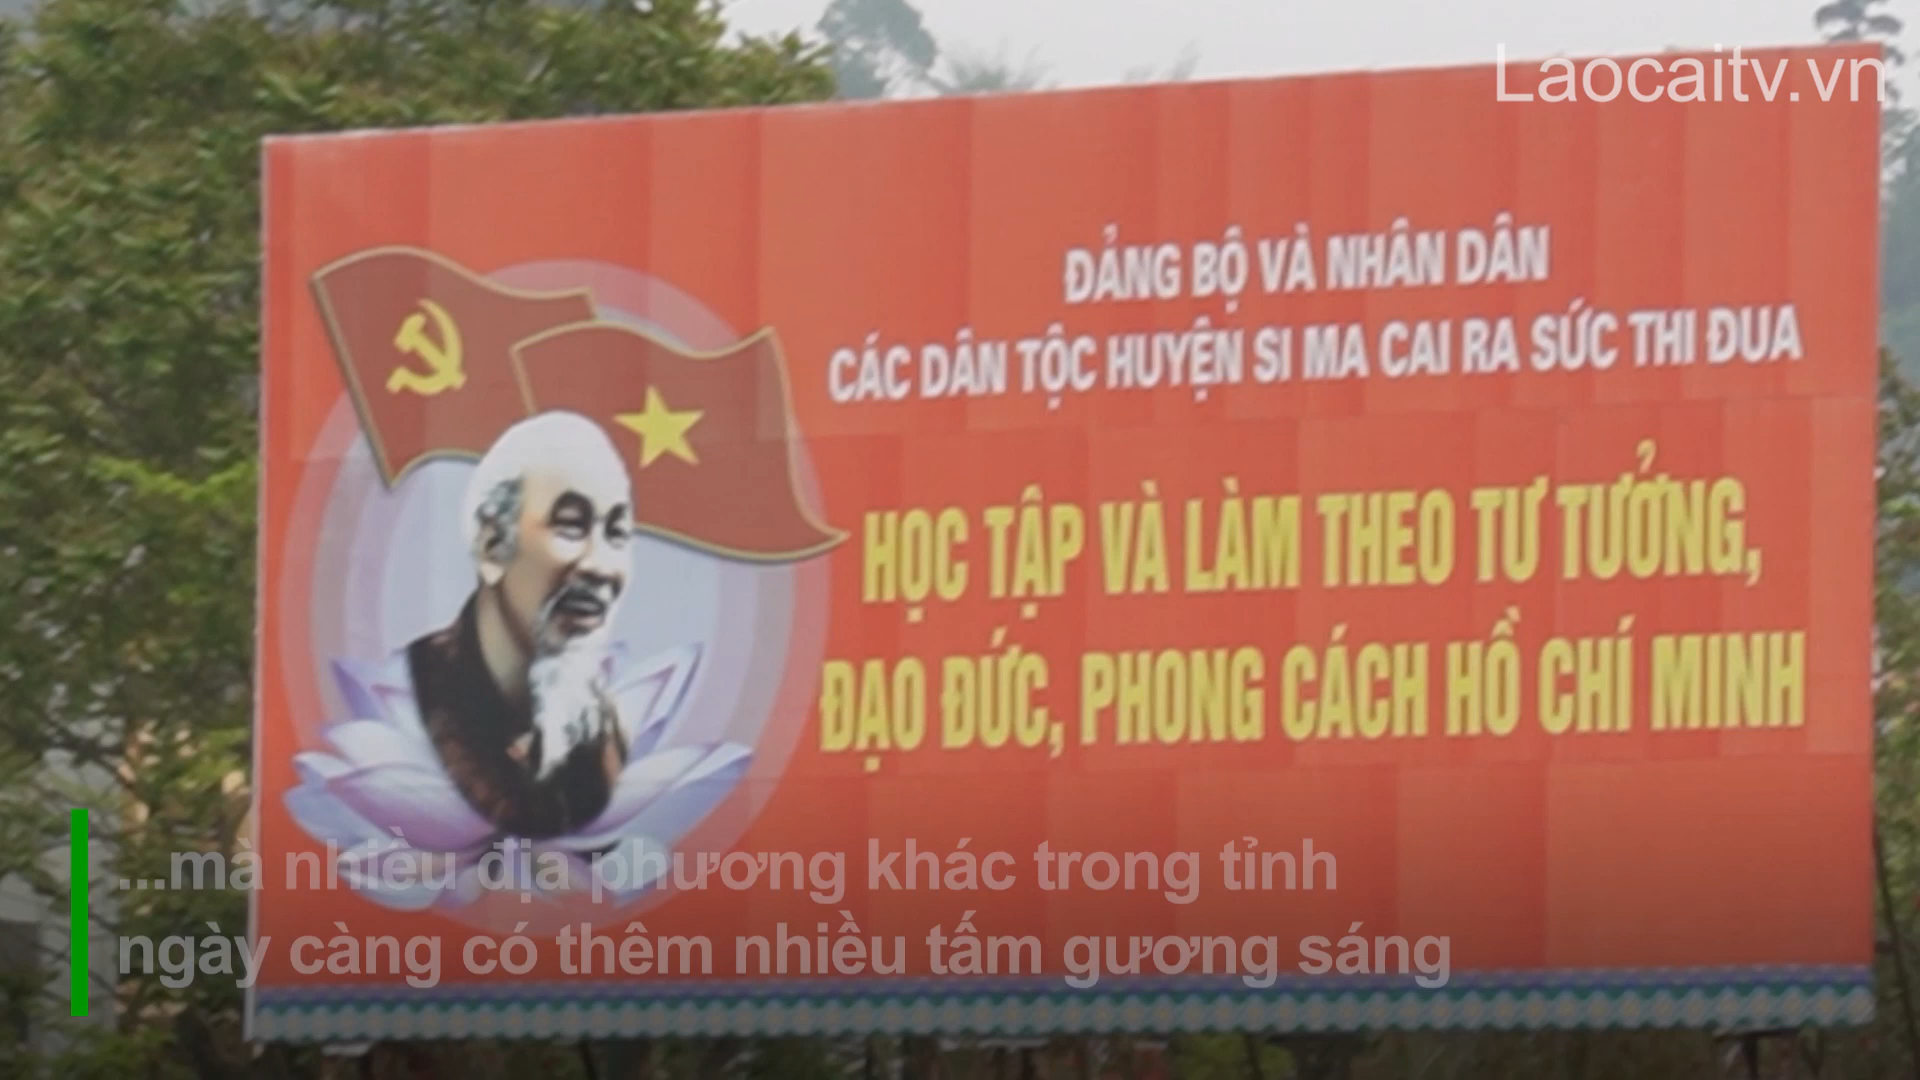 Laocaitv.vn
ĐẢNG BỘ VÀ NHÂN DÂN
CÁC DÂN TỘC HUYỆN SI MA CAI RA SỨC THI ĐUA
HỌC TẬP VÀ LÀM THEO TƯ TƯỞNG,
ĐẠO ĐỨC, PHONG CÁCH HỒ CHÍ MINH
...mà nhiều địa phương khác trong tỉnh
ngày càng có thêm nhiều tấm gương sáng